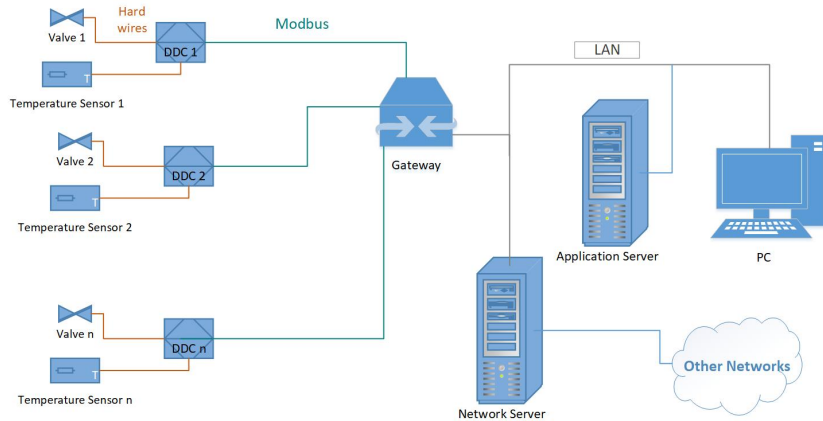 Hard
wires
Modbus
Valve 1
DDC 1
T
Temperature Sensor 1
LAN
Valve 2
DDC 2
T
Temperature Sensor 2
Gateway
Application Server
PC
Valve n
DDC n
T
Temperature Sensor n
Other Networks
Network Server